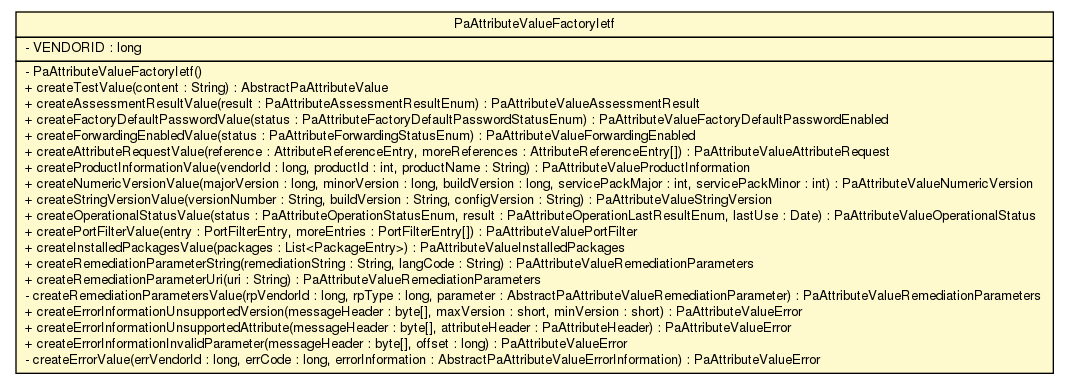 PaAttributeValueFactoryIetf
- VENDORID : long
- PaAttributeValueFactoryIetf()
+ createTestValue(content : String) : AbstractPaAttributeValue
+ createAssessmentResultValue(result : PaAttributeAssessmentResultEnum) : PaAttributeValueAssessmentResult
+ createFactoryDefaultPasswordValue(status : PaAttributeFactoryDefaultPasswordStatusEnum) : PaAttributeValueFactoryDefaultPasswordEnabled
+ createForwardingEnabledValue(status : PaAttributeForwardingStatusEnum) : PaAttributeValueForwardingEnabled
+ createAttributeRequestValue(reference : AttributeReferenceEntry, moreReferences : AttributeReferenceEntry[]) : PaAttributeValueAttributeRequest
+ createProductInformationValue(vendorId : long, productId : int, productName : String) : PaAttributeValueProductInformation
+ createNumericVersionValue(majorVersion : long, minorVersion : long, buildVersion : long, servicePackMajor : int, servicePackMinor : int) : PaAttributeValueNumericVersion
+ createStringVersionValue(versionNumber : String, buildVersion : String, configVersion : String) : PaAttributeValueStringVersion
+ createOperationalStatusValue(status : PaAttributeOperationStatusEnum, result : PaAttributeOperationLastResultEnum, lastUse : Date) : PaAttributeValueOperationalStatus
+ createPortFilterValue(entry : PortFilterEntry, moreEntries : PortFilterEntry[]) : PaAttributeValuePortFilter
+ createInstalledPackagesValue(packages : List<PackageEntry>) : PaAttributeValueInstalledPackages
+ createRemediationParameterString(remediationString : String, langCode : String) : PaAttributeValueRemediationParameters
+ createRemediationParameterUri(uri : String) : PaAttributeValueRemediationParameters
- createRemediationParametersValue(rpVendorId : long, rpType : long, parameter : AbstractPaAttributeValueRemediationParameter) : PaAttributeValueRemediationParameters
+ createErrorInformationUnsupportedVersion(messageHeader : byte[], maxVersion : short, minVersion : short) : PaAttributeValueError
+ createErrorInformationUnsupportedAttribute(messageHeader : byte[], attributeHeader : PaAttributeHeader) : PaAttributeValueError
+ createErrorInformationInvalidParameter(messageHeader : byte[], offset : long) : PaAttributeValueError
- createErrorValue(errVendorId : long, errCode : long, errorInformation : AbstractPaAttributeValueErrorInformation) : PaAttributeValueError